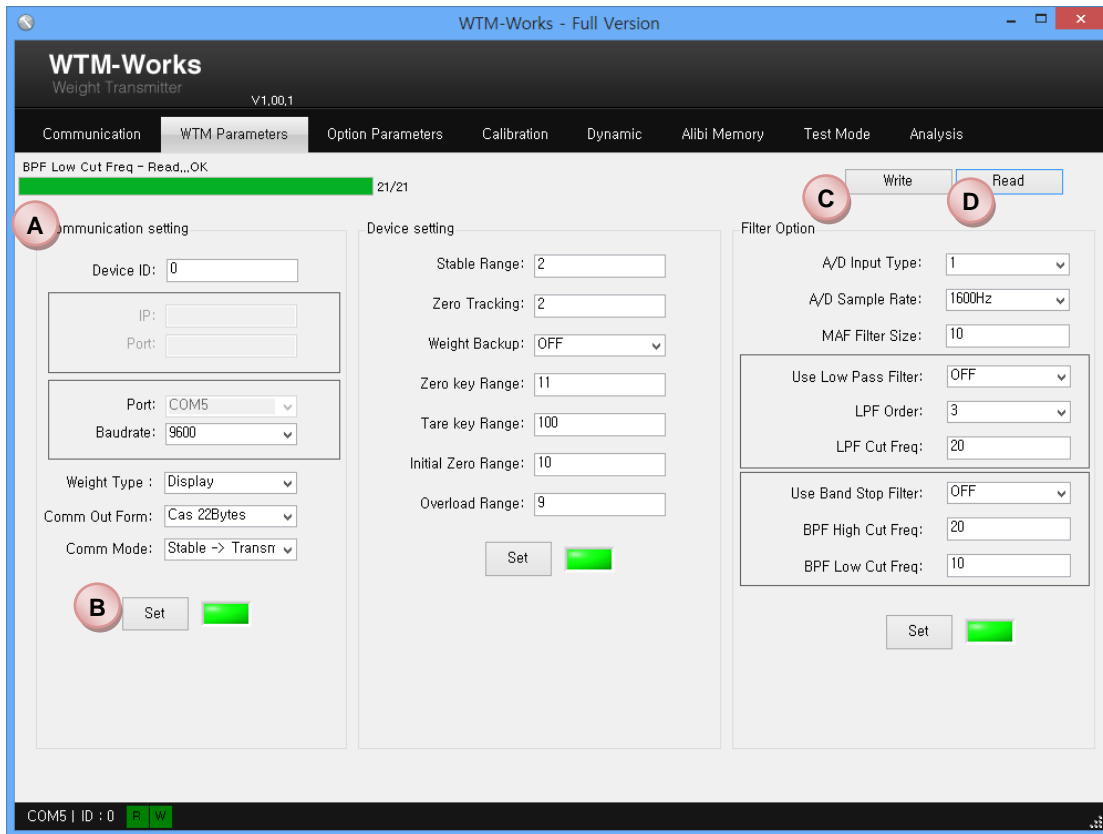 WTM-Works - Full Version
WTM-Works
Weight Transmitter
V1,00,1
Communication WTM Parameters Option Parameters Calibration Dynamic Alibi Memory Test Mode Analysis
BPF Low Cut Freq - Read,,,OK
21/21
C
Write
D
Read
A
ommunication setting
Device ID: 0
IP:
Port:
Port: COM5
Baudrate: 9600
Weight Type : Display
Comm Out Form: Cas 22Bytes
Comm Mode: Stable -> Transm
B
Set
Device setting
Stable Range: 2
Zero Tracking: 2
Weight Backup: OFF
Zero key Range: 11
Tare key Range: 100
Initial Zero Range: 10
Overload Range: 9
Set
Filter Option
A/D Input Type: 1
A/D Sample Rate: 1600Hz
MAF Filter Size: 10
Use Low Pass Filter: OFF
LPF Order: 3
LPF Cut Freq: 20
Use Band Stop Filter: OFF
BPF High Cut Freq: 20
BPF Low Cut Freq: 10
Set
COM5 | ID : 0 R W